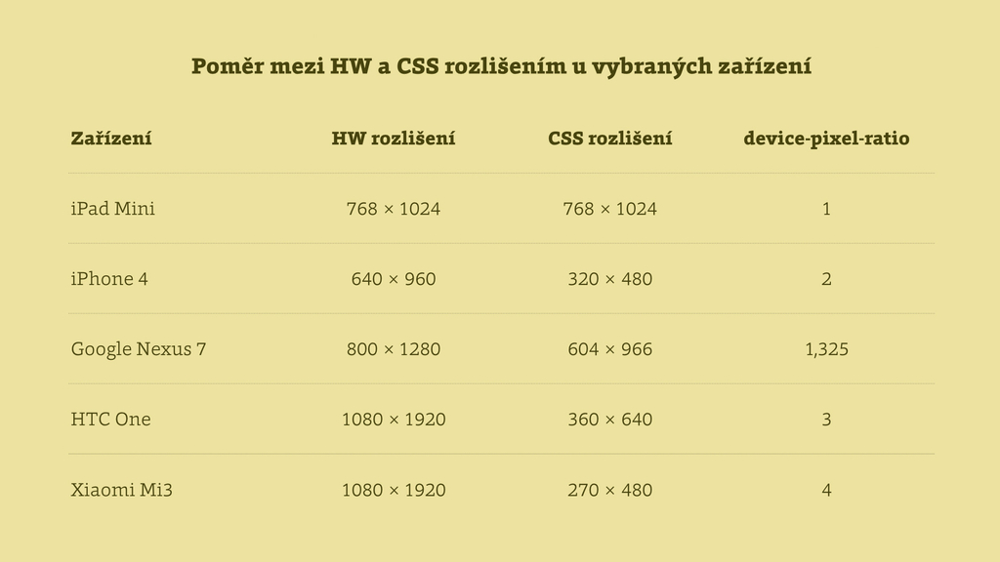 Poměr mezi HW a CSS rozlišením u vybraných zařízení
Zařízení HW rozlišení CSS rozlišení device-pixel-ratio
iPad Mini 768 × 1024 768 × 1024 1
iPhone 4 640 × 960 320 × 480 2
Google Nexus 7 800 × 1280 604 × 966 1,325
HTC One 1080 × 1920 360 × 640 3
Xiaomi Mi3 1080 × 1920 270 × 480 4